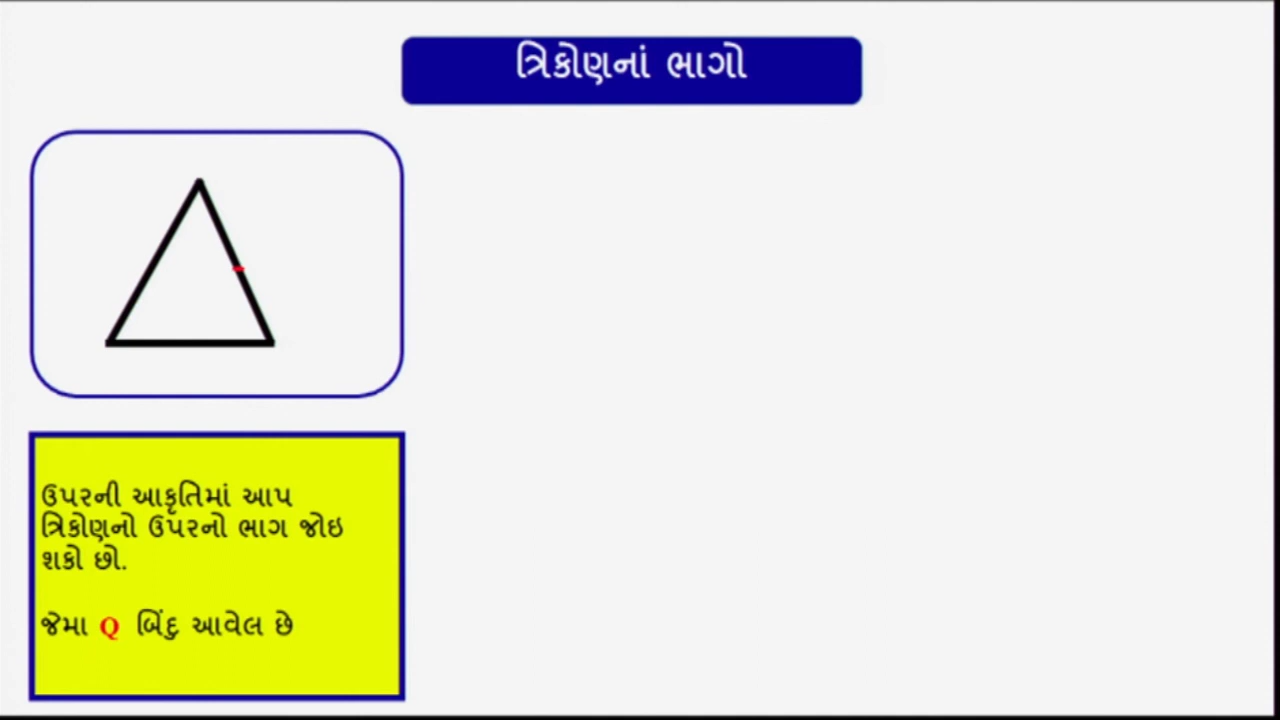 ત્રિકોણનાં ભાગો
ઉપરની આકૃતિમાં આપ
ત્રિકોણનો ઉપરનો ભાગ જોઇ
શકો છો.
જેમા Q બિંદુ આવેલ છે